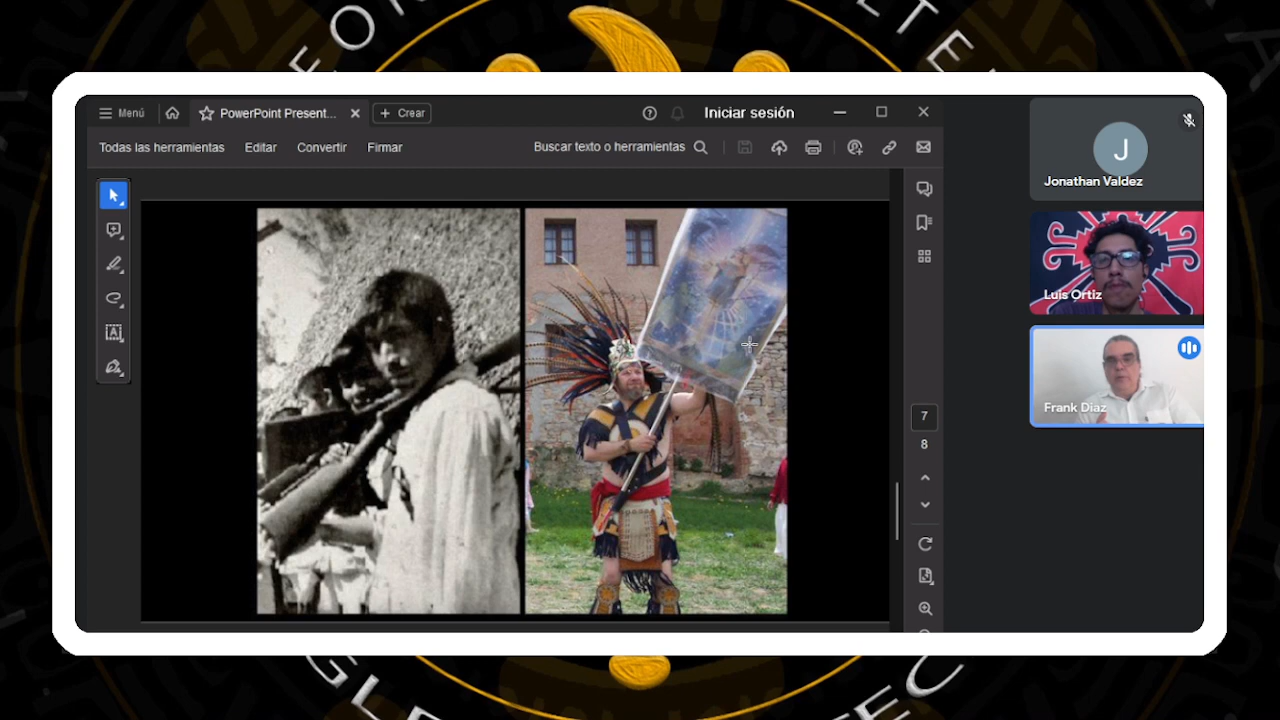 Menú
PowerPoint Present...
Crear
Iniciar sesión
Todas las herramientas
Editar
Convertir
Firmar
Buscar texto o herramientas
7
8
J
Jonathan Valdez
Luis Ortiz
Frank Diaz